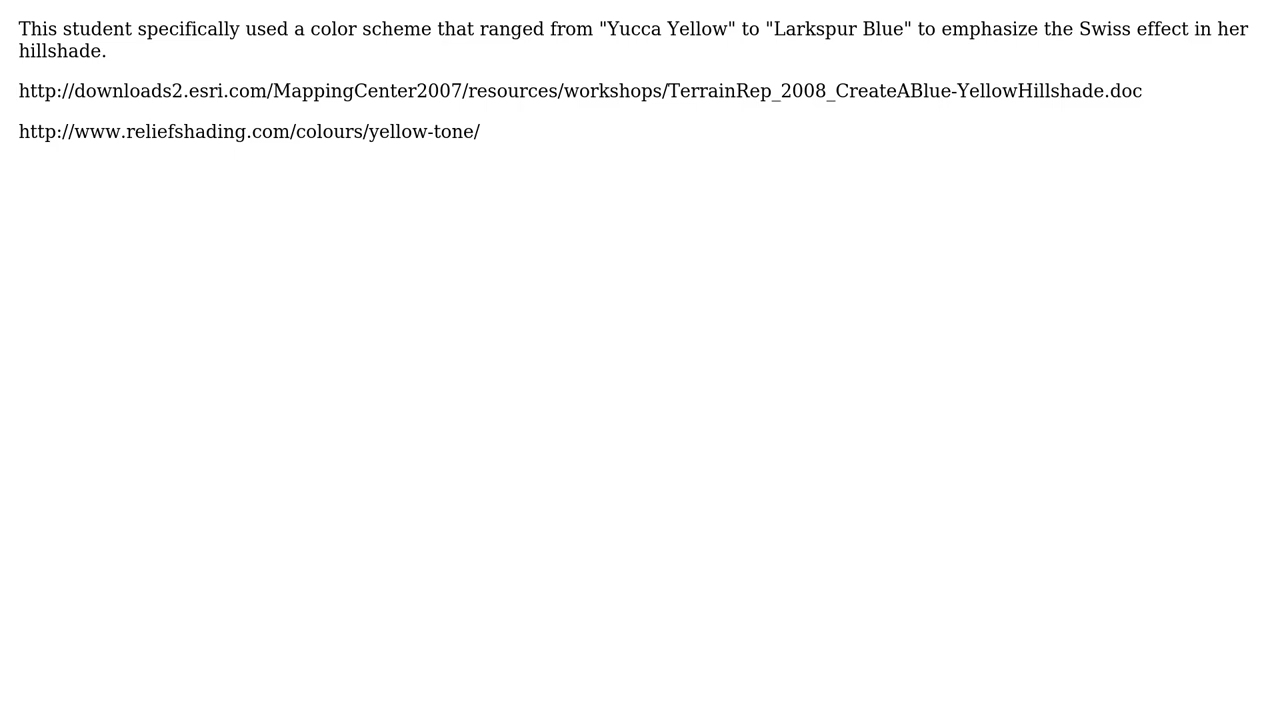 This student specifically used a color scheme that ranged from "Yucca Yellow" to "Larkspur Blue" to emphasize the Swiss effect in her
hillshade.
http://downloads2.esri.com/MappingCenter2007/resources/workshops/TerrainRep_2008_CreateABlue-YellowHillshade.doc
http://www.reliefshading.com/colours/yellow-tone/